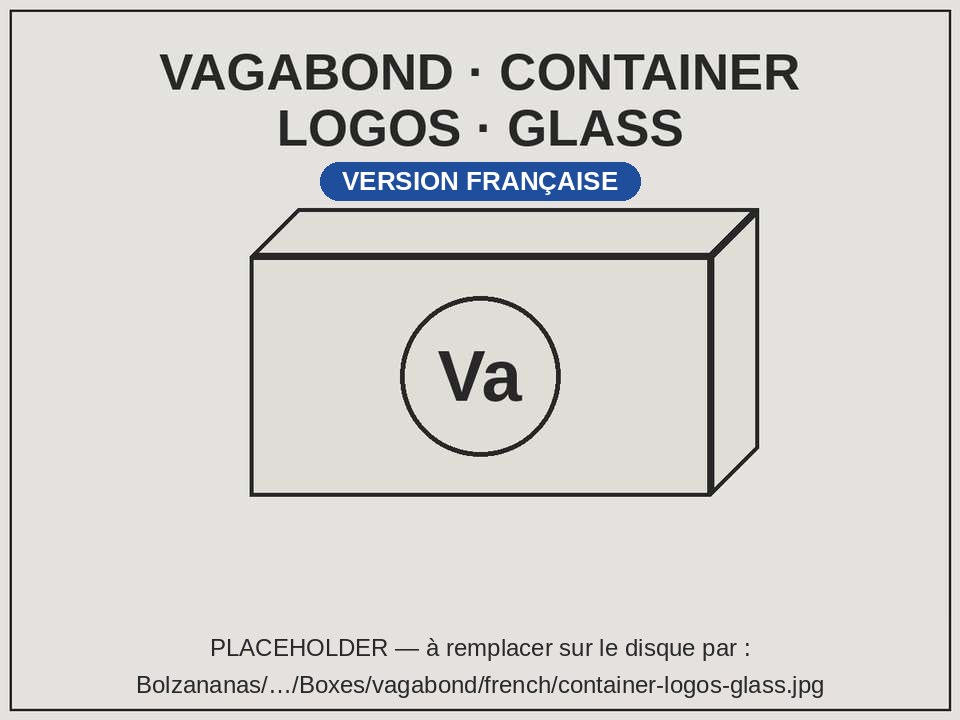 VAGABOND · CONTAINER
LOGOS · GLASS
VERSION FRANÇAISE
Va
PLACEHOLDER — à remplacer sur le disque par :
Bolzananas/…/Boxes/vagabond/french/container-logos-glass.jpg